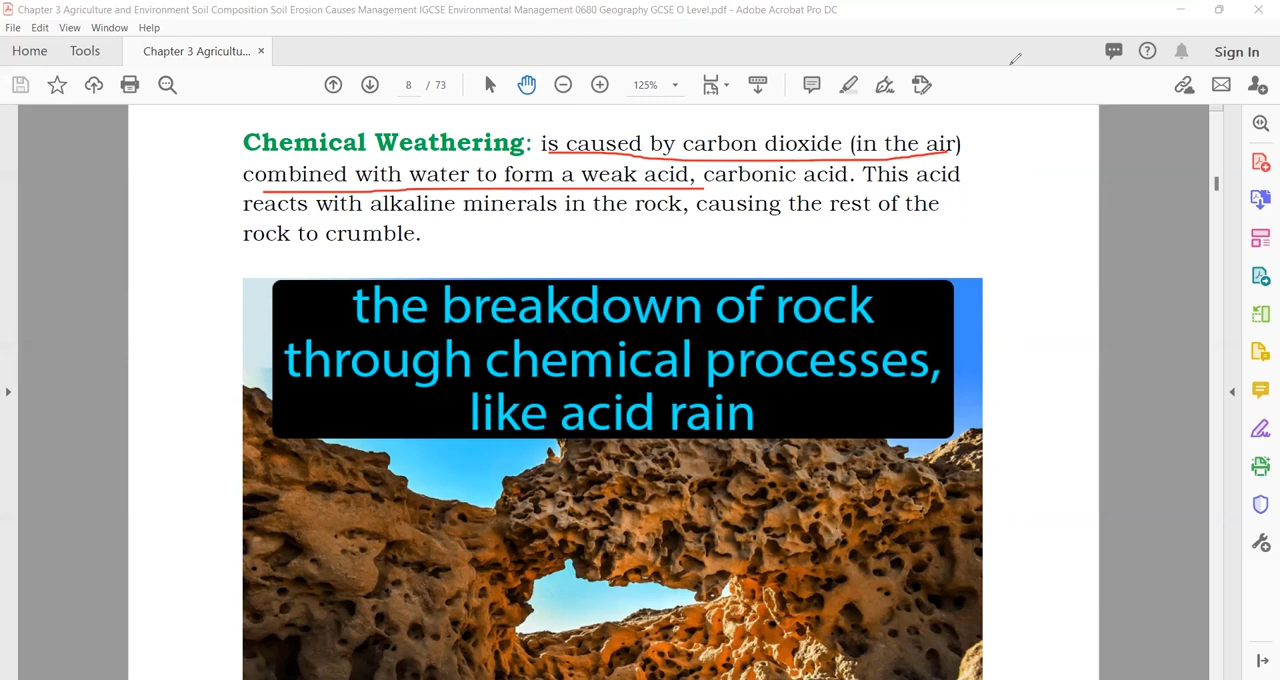 Chapter 3 Agriculture and Environment Soil Composition Soil Erosion Causes Management IGCSE Environmental Management 0680 Geography GCSE O Level.pdf - Adobe Acrobat Pro DC
File Edit View Window Help
Home Tools Chapter 3 Agricultu... × Sign In
8 / 73 125%
Chemical Weathering: is caused by carbon dioxide (in the air)
combined with water to form a weak acid, carbonic acid. This acid
reacts with alkaline minerals in the rock, causing the rest of the
rock to crumble.
the breakdown of rock
through chemical processes,
like acid rain